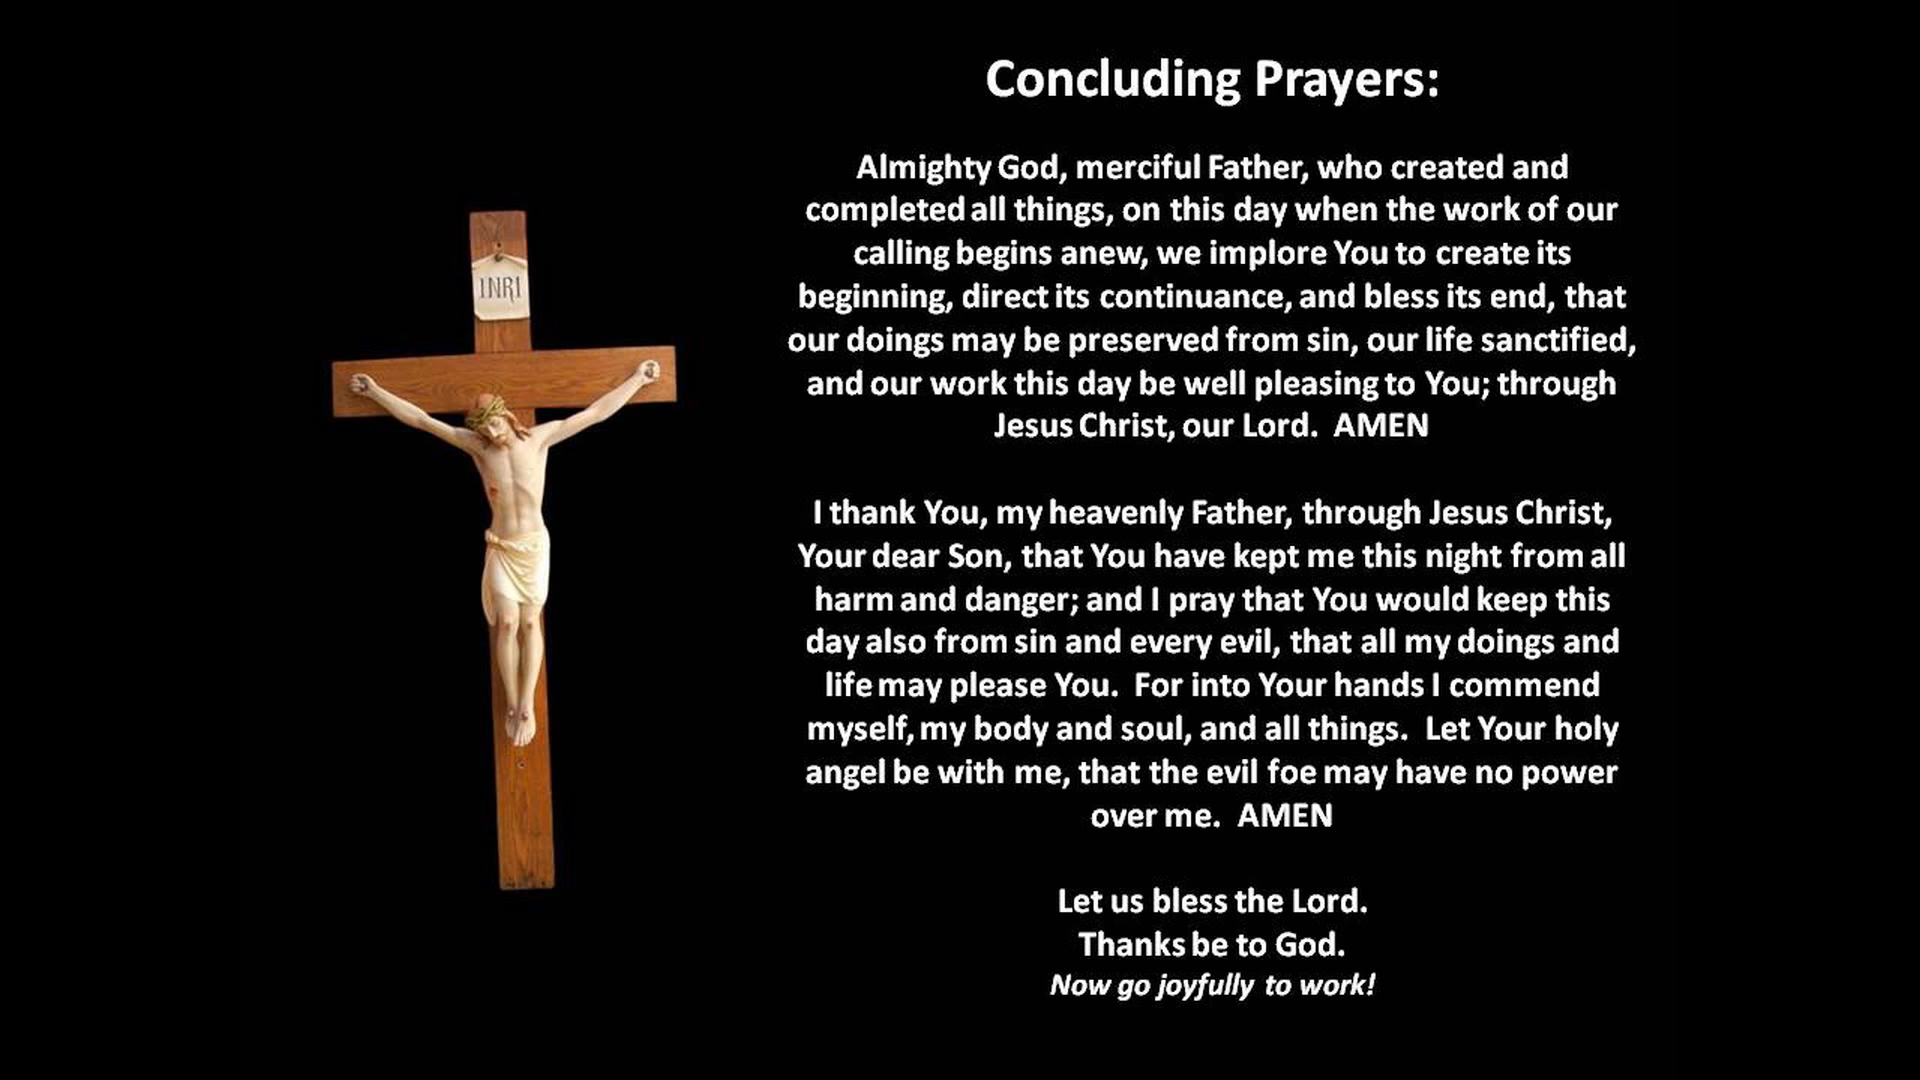 INRI
Concluding Prayers:
Almighty God, merciful Father, who created and
completed all things, on this day when the work of our
calling begins anew, we implore You to create its
beginning, direct its continuance, and bless its end, that
our doings may be preserved from sin, our life sanctified,
and our work this day be well pleasing to You; through
Jesus Christ, our Lord. AMEN
I thank You, my heavenly Father, through Jesus Christ,
Your dear Son, that You have kept me this night from all
harm and danger; and I pray that You would keep this
day also from sin and every evil, that all my doings and
life may please You. For into Your hands I commend
myself, my body and soul, and all things. Let Your holy
angel be with me, that the evil foe may have no power
over me. AMEN
Let us bless the Lord.
Thanks be to God.
Now go joyfully to work!